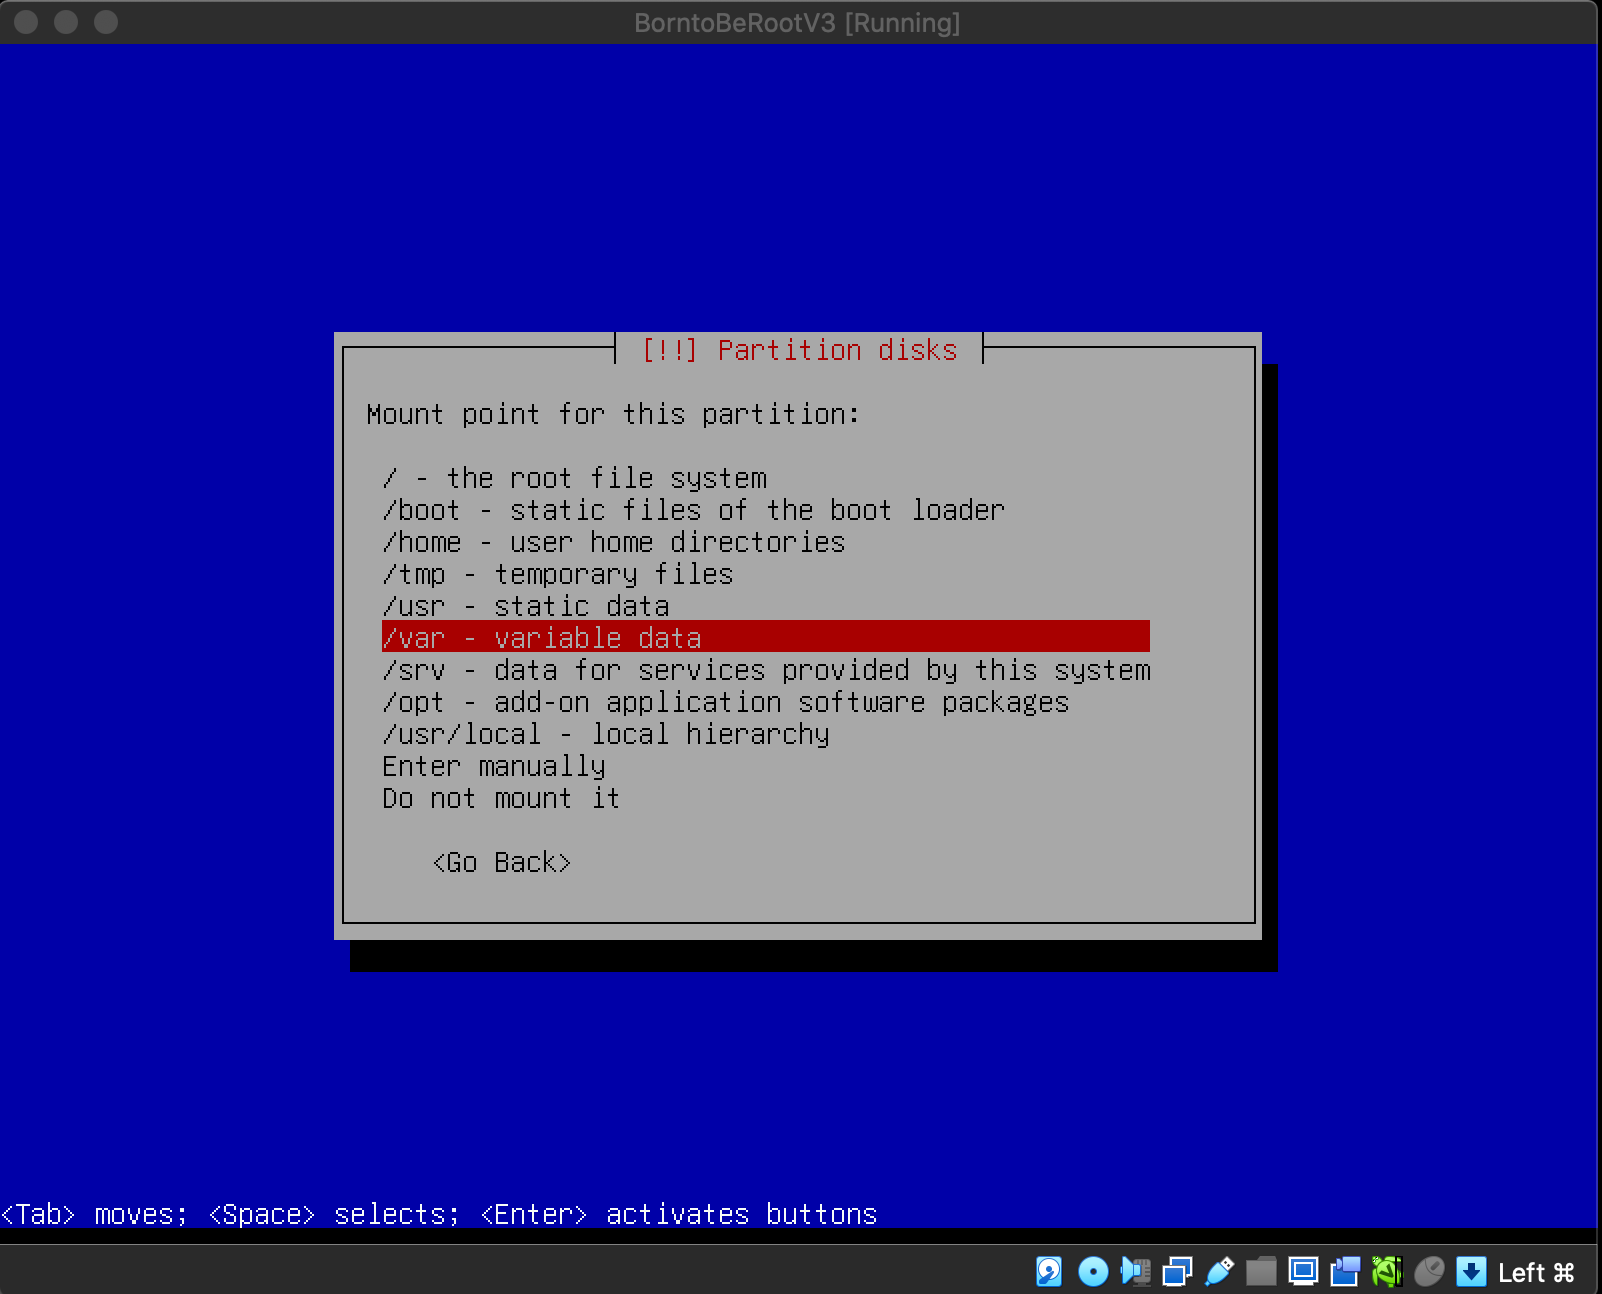 BorntoBeRootV3 [Running]
[!!] Partition disks
Mount point for this partition:
/ - the root file system
/boot - static files of the boot loader
/home - user home directories
/tmp - temporary files
/usr - static data
/var - variable data
/srv - data for services provided by this system
/opt - add-on application software packages
/usr/local - local hierarchy
Enter manually
Do not mount it
<Go Back>
<Tab> moves; <Space> selects; <Enter> activates buttons
Left ⌘